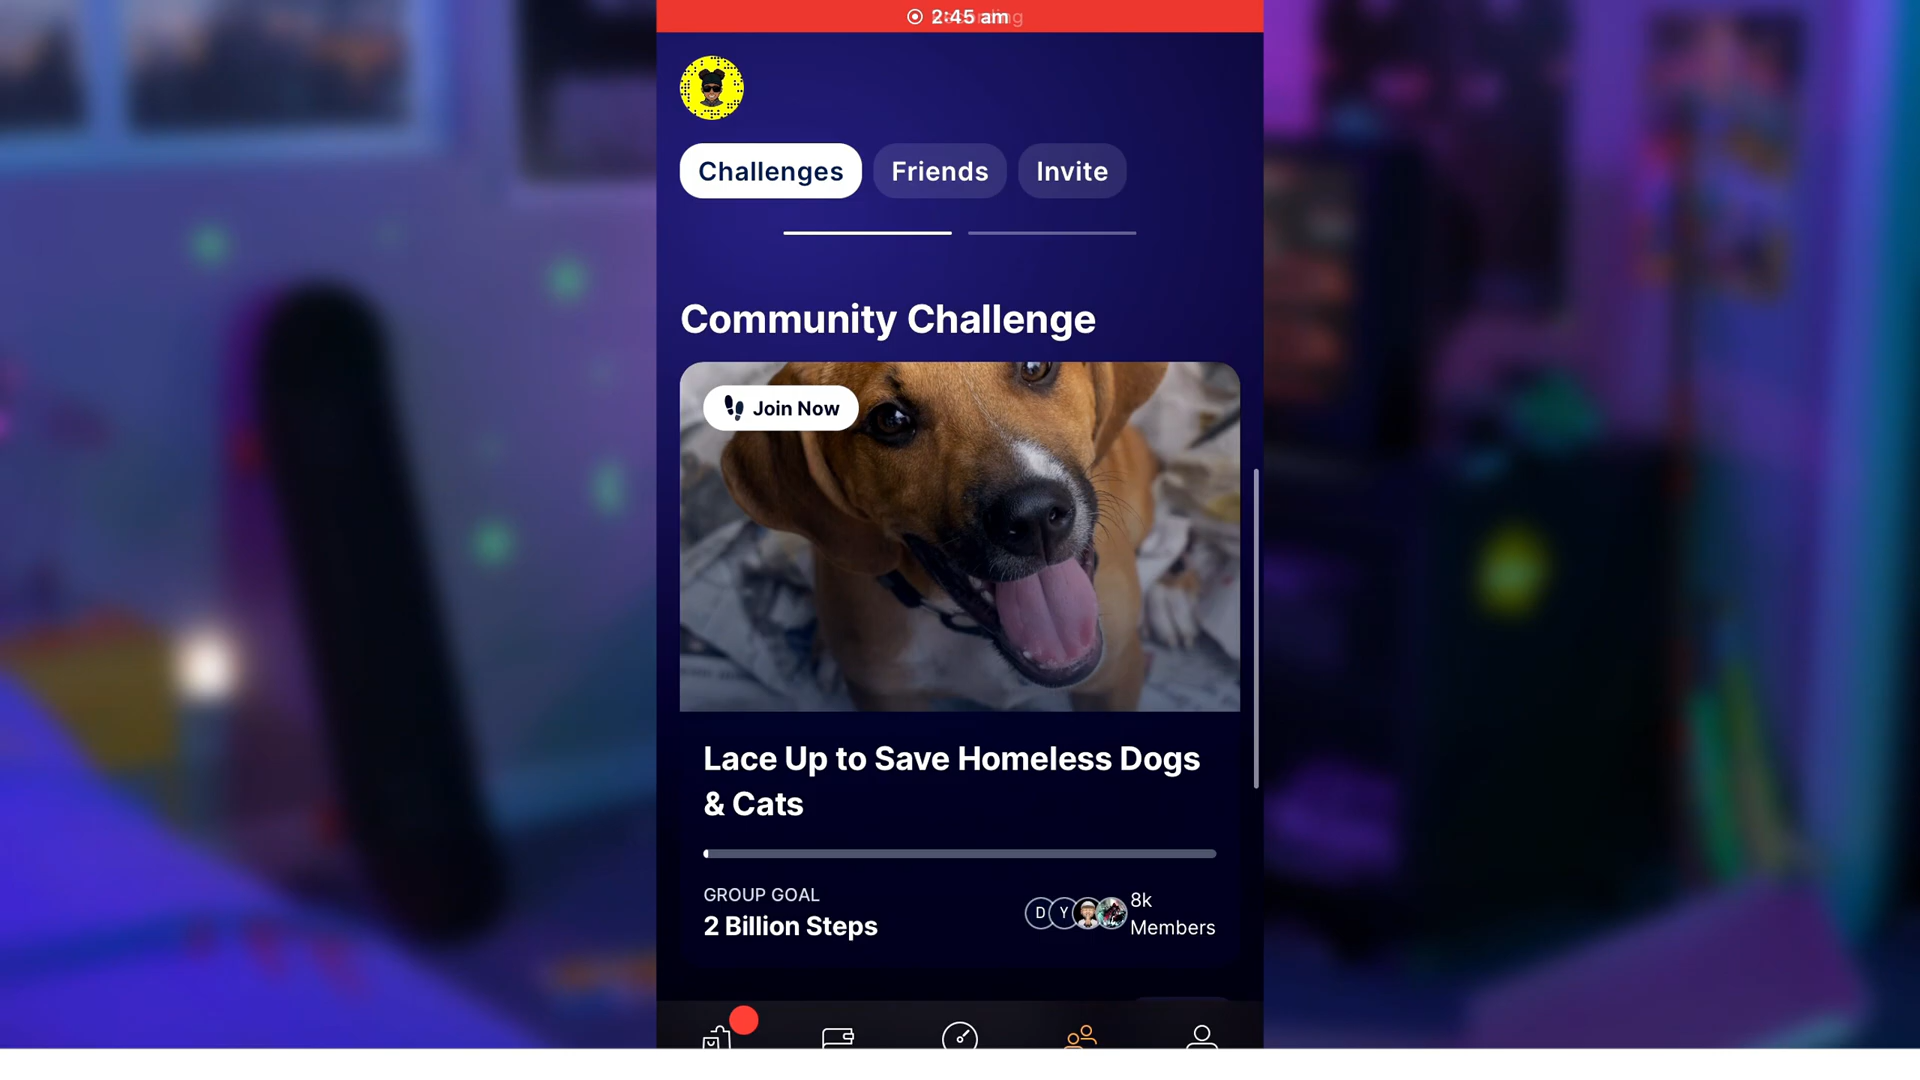 2:45 am
Challenges
Friends
Invite
Community Challenge
Join Now
Lace Up to Save Homeless Dogs
& Cats
GROUP GOAL
2 Billion Steps
D
Y
8k
Members